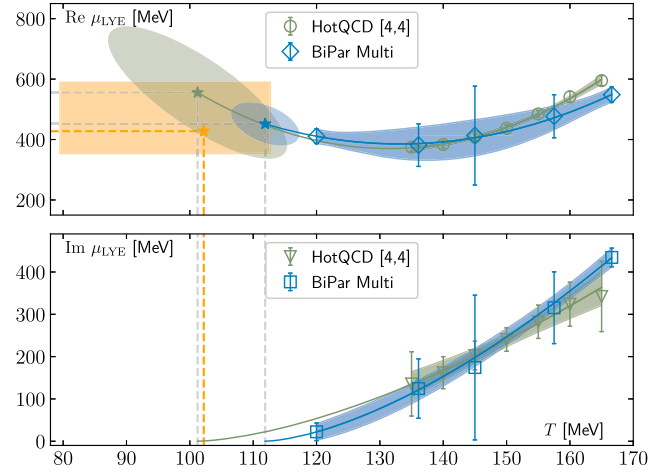 Re μLYE [MeV]
HotQCD [4,4]
BiPar Multi
800
600
400
200
Im μLYE [MeV]
HotQCD [4,4]
BiPar Multi
400
300
200
100
0
T [MeV]
80 90 100 110 120 130 140 150 160 170